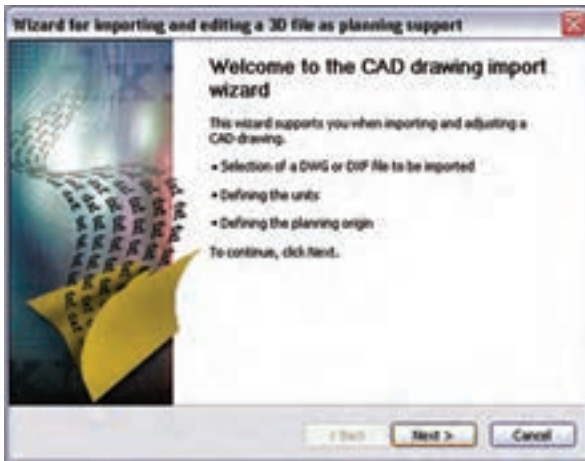 Wizard for importing and editing a 3D file as planning support
Welcome to the CAD drawing import
wizard
This wizard supports you when importing and adjusting a
CAD drawing.
• Selection of a DWG or DXF file to be imported
• Defining the units
• Defining the planning origin
To continue, click Next.
< Back
Next >
Cancel